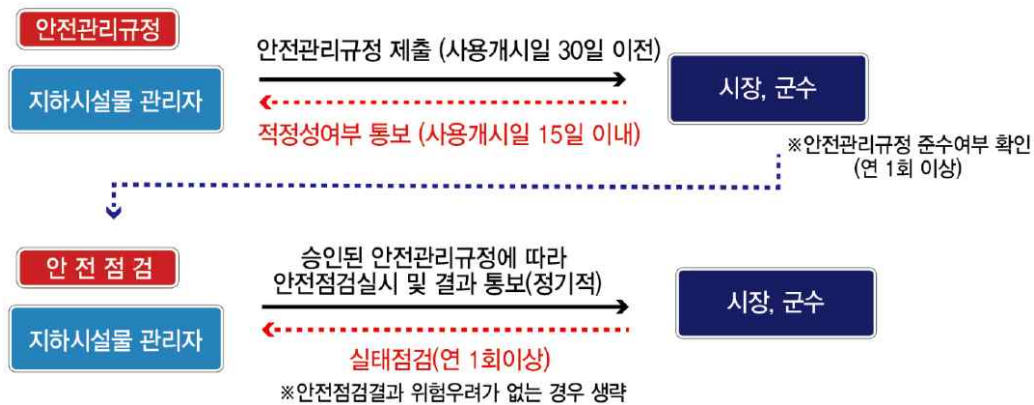 안전관리규정
안전관리규정 제출 (사용개시일 30일 이전)
지하시설물 관리자
시장, 군수
적정성여부 통보 (사용개시일 15일 이내)
※안전관리규정 준수여부 확인
(연 1회 이상)
안 전 점 검
승인된 안전관리규정에 따라
안전점검실시 및 결과 통보(정기적)
지하시설물 관리자
시장, 군수
실태점검(연 1회이상)
※안전점검결과 위험우려가 없는 경우 생략